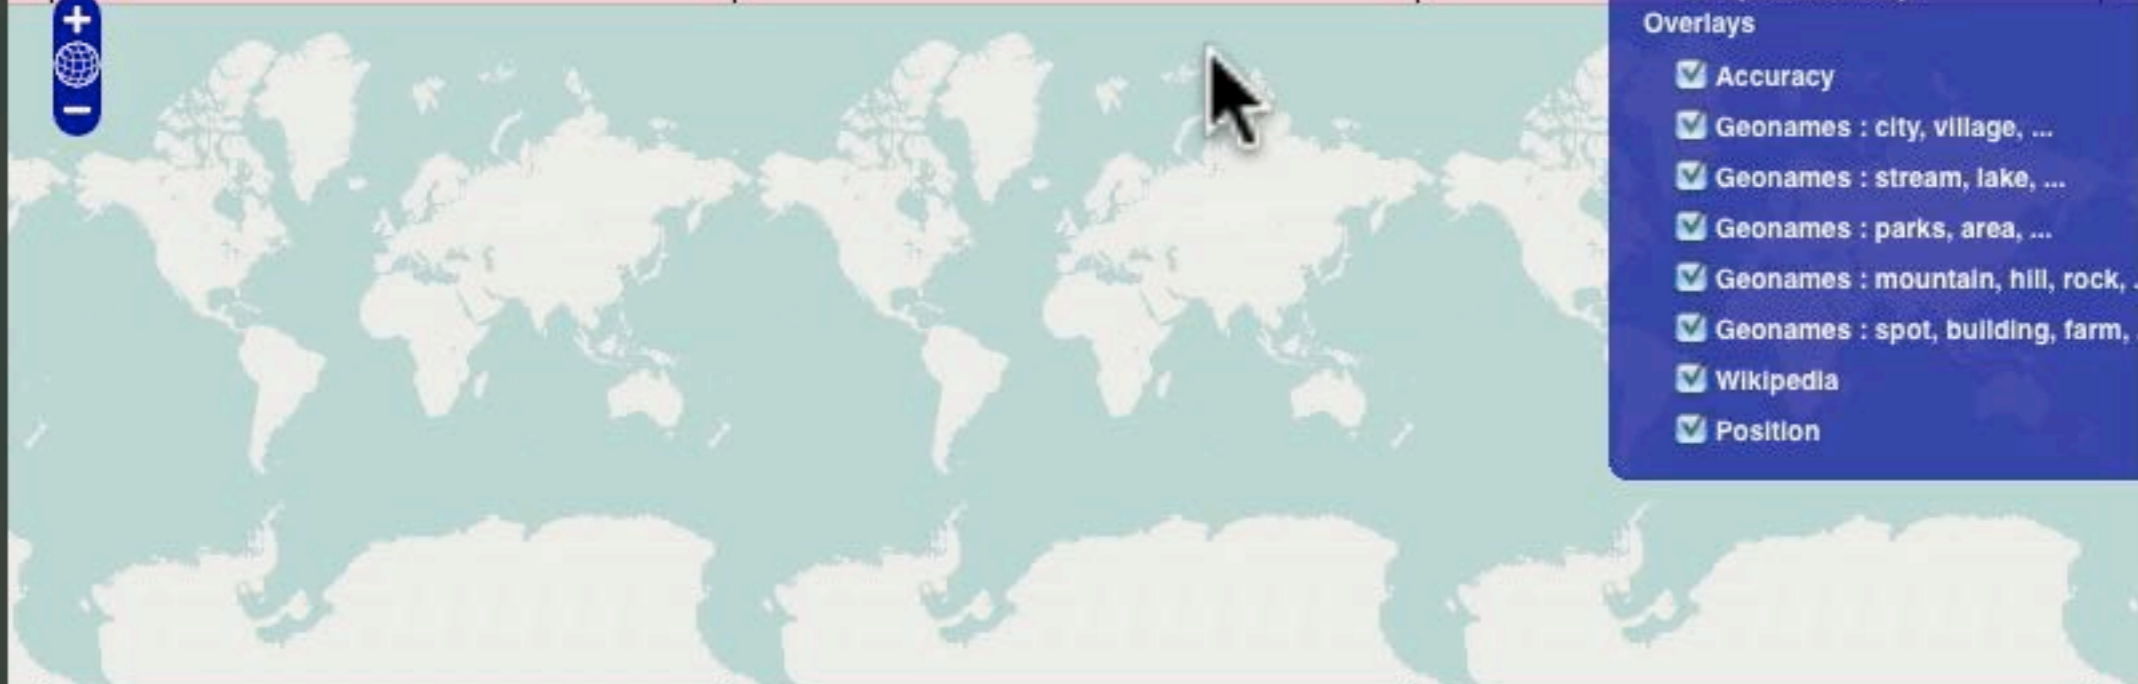 Overlays
Accuracy
Geonames : city, village, ...
Geonames : stream, lake, ...
Geonames : parks, area, ...
Geonames : mountain, hill, rock, .
Geonames : spot, building, farm, .
Wikipedia
Position